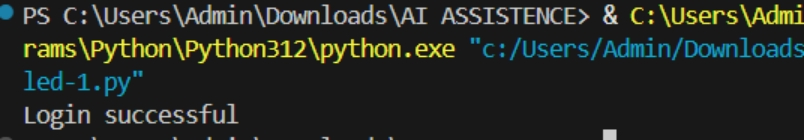 PS C:\Users\Admin\Downloads\AI ASSISTENCE> & C:\Users\Admi
rams\Python\Python312\python.exe "c:/Users/Admin/Downloads
led-1.py"
Login successful